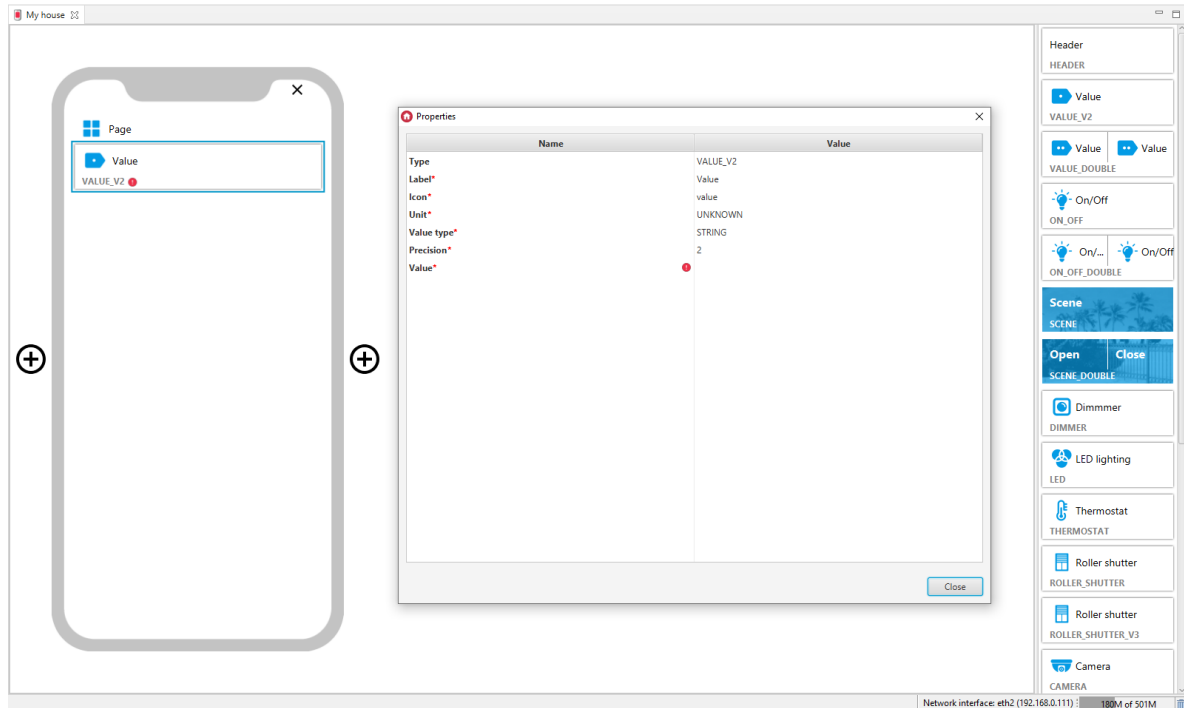 My house
Page
Value
VALUE_V2
Properties
Name Value
Type VALUE_V2
Label* Value
Icon* value
Unit* UNKNOWN
Value type* STRING
Precision* 2
Value*
Close
Header
HEADER
Value
VALUE_V2
Value Value
VALUE_DOUBLE
On/Off
ON_OFF
On/... On/Off
ON_OFF_DOUBLE
Scene
SCENE
Open Close
SCENE_DOUBLE
Dimmmer
DIMMER
LED lighting
LED
Thermostat
THERMOSTAT
Roller shutter
ROLLER_SHUTTER
Roller shutter
ROLLER_SHUTTER_V3
Camera
CAMERA
Network interface: eth2 (192.168.0.111) 180M of 501M